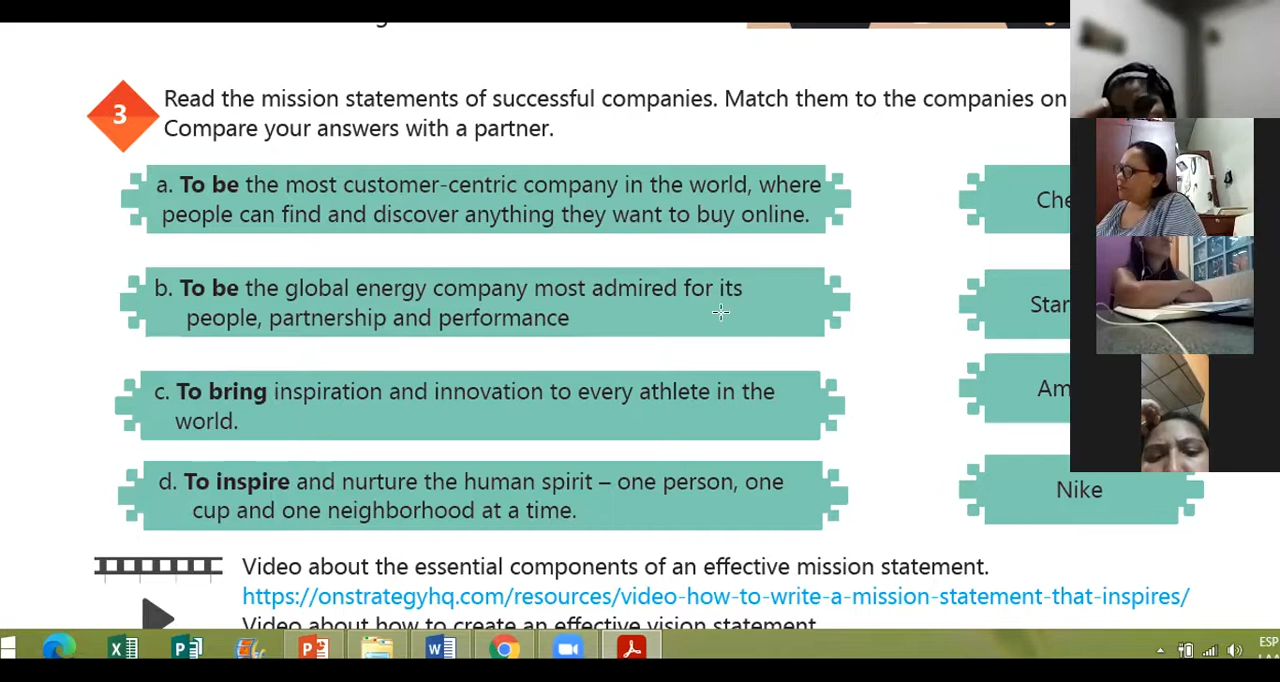 3
Read the mission statements of successful companies. Match them to the companies on
Compare your answers with a partner.
a. To be the most customer-centric company in the world, where
people can find and discover anything they want to buy online.
b. To be the global energy company most admired for its
people, partnership and performance
c. To bring inspiration and innovation to every athlete in the
world.
d. To inspire and nurture the human spirit – one person, one
cup and one neighborhood at a time.
Che
Star
Am
Nike
Video about the essential components of an effective mission statement.
https://onstrategyhq.com/resources/video-how-to-write-a-mission-statement-that-inspires/
Video about how to create an effective vision statement
ESP